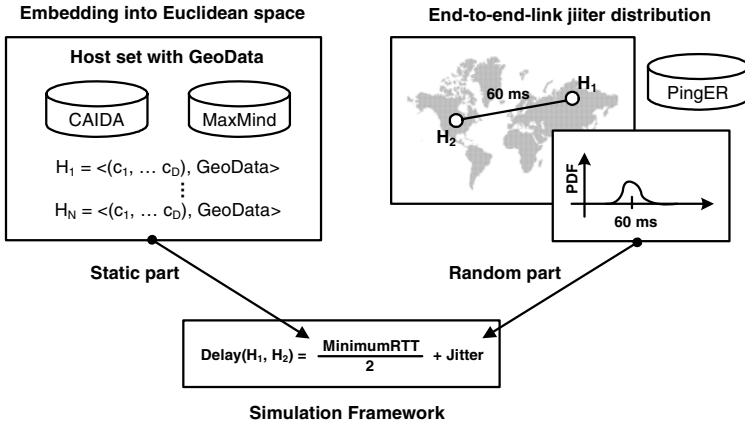 Embedding into Euclidean space
End-to-end-link jiiter distribution
Host set with GeoData
CAIDA
MaxMind
H1 = <(c1, ... cD), GeoData>
HN = <(c1, ... cD), GeoData>
60 ms
H1
H2
PingER
PDF
60 ms
Static part
Random part
Delay(H1, H2) = MinimumRTT / 2 + Jitter
Simulation Framework